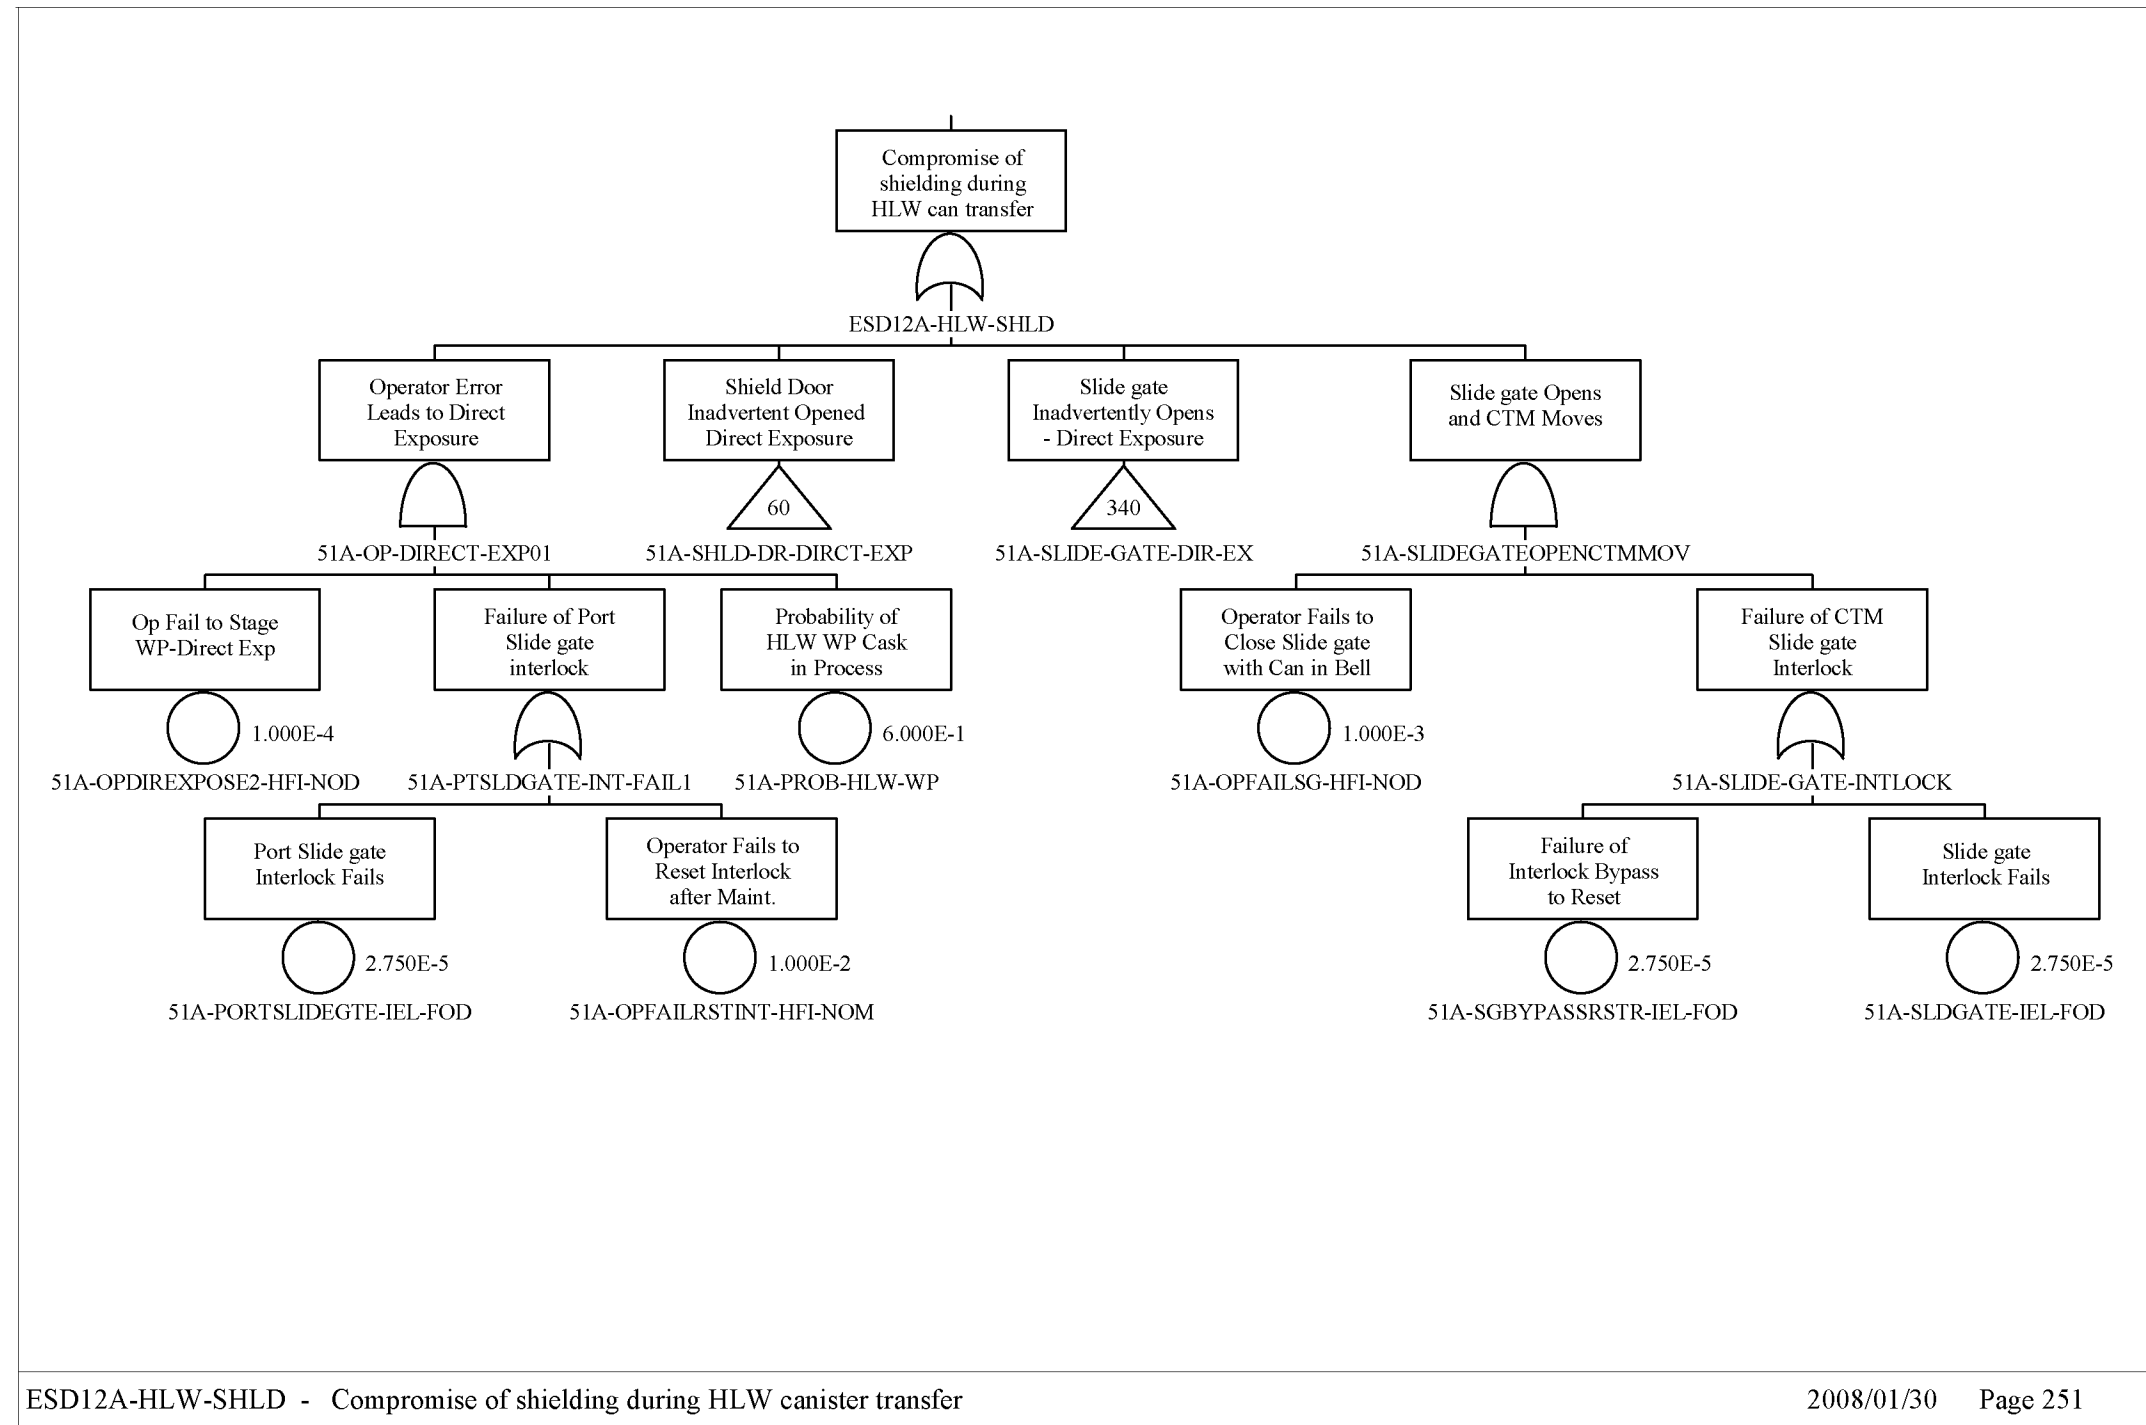 Compromise of
shielding during
HLW can transfer
ESD12A-HLW-SHLD
Operator Error
Leads to Direct
Exposure
51A-OP-DIRECT-EXP01
Shield Door
Inadvertent Opened
Direct Exposure
60
51A-SHLD-DR-DIRCT-EXP
Slide gate
Inadvertently Opens
- Direct Exposure
340
51A-SLIDE-GATE-DIR-EX
Slide gate Opens
and CTM Moves
51A-SLIDEGATEOPENCTMMOV
Op Fail to Stage
WP-Direct Exp
1.000E-4
51A-OPDIREXPOSE2-HFI-NOD
Failure of Port
Slide gate
interlock
51A-PTSLDGATE-INT-FAIL1
Probability of
HLW WP Cask
in Process
6.000E-1
51A-PROB-HLW-WP
Operator Fails to
Close Slide gate
with Can in Bell
1.000E-3
51A-OPFAILSG-HFI-NOD
Failure of CTM
Slide gate
Interlock
51A-SLIDE-GATE-INTLOCK
Port Slide gate
Interlock Fails
2.750E-5
51A-PORTSLIDEGTE-IEL-FOD
Operator Fails to
Reset Interlock
after Maint.
1.000E-2
51A-OPFAILRSTINT-HFI-NOM
Failure of
Interlock Bypass
to Reset
2.750E-5
51A-SGBYPASSRSTR-IEL-FOD
Slide gate
Interlock Fails
2.750E-5
51A-SLDGATE-IEL-FOD
ESD12A-HLW-SHLD - Compromise of shielding during HLW canister transfer
2008/01/30 Page 251